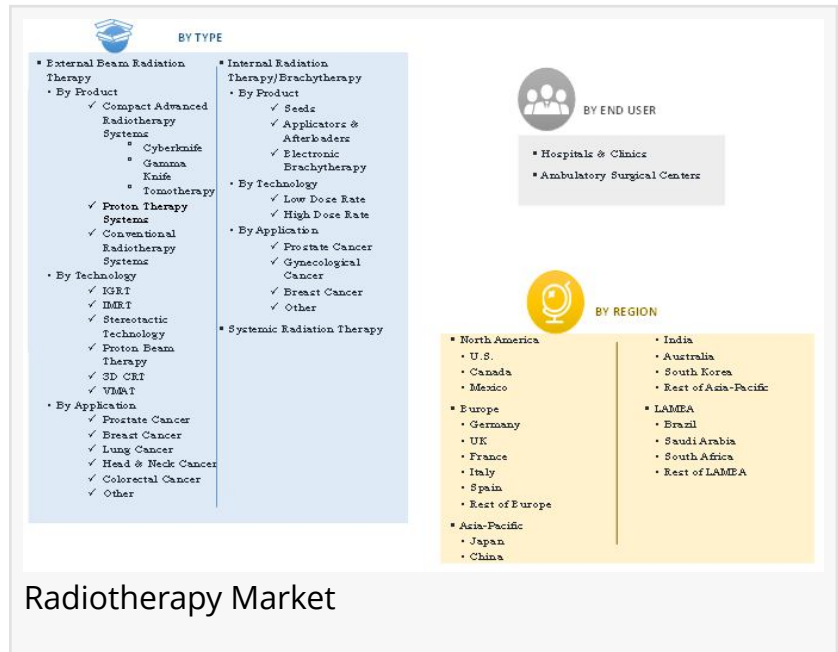 BY TYPE
▪ External Beam Radiation
Therapy
• By Product
✓ Compact Advanced
Radiotherapy
Systems
▫ Cyberknife
▫ Gamma
Knife
▫ Tomotherapy
✓ Proton Therapy
Systems
✓ Conventional
Radiotherapy
Systems
• By Technology
✓ IGRT
✓ IMRT
✓ Stereotactic
Technology
✓ Proton Beam
Therapy
✓ 3D CRT
✓ VMAT
• By Application
✓ Prostate Cancer
✓ Breast Cancer
✓ Lung Cancer
✓ Head & Neck Cancer
✓ Colorectal Cancer
✓ Other
▪ Internal Radiation
Therapy/Brachytherapy
• By Product
✓ Seeds
✓ Applicators &
Afterloaders
✓ Electronic
Brachytherapy
• By Technology
✓ Low Dose Rate
✓ High Dose Rate
• By Application
✓ Prostate Cancer
✓ Gynecological
Cancer
✓ Breast Cancer
✓ Other
▪ Systemic Radiation Therapy
BY END USER
▪ Hospitals & Clinics
▪ Ambulatory Surgical Centers
BY REGION
▪ North America
• U.S.
• Canada
• Mexico
▪ Europe
• Germany
• UK
• France
• Italy
• Spain
• Rest of Europe
▪ Asia-Pacific
• Japan
• China
• India
• Australia
• South Korea
• Rest of Asia-Pacific
▪ LAMEA
• Brazil
• Saudi Arabia
• South Africa
• Rest of LAMEA
Radiotherapy Market